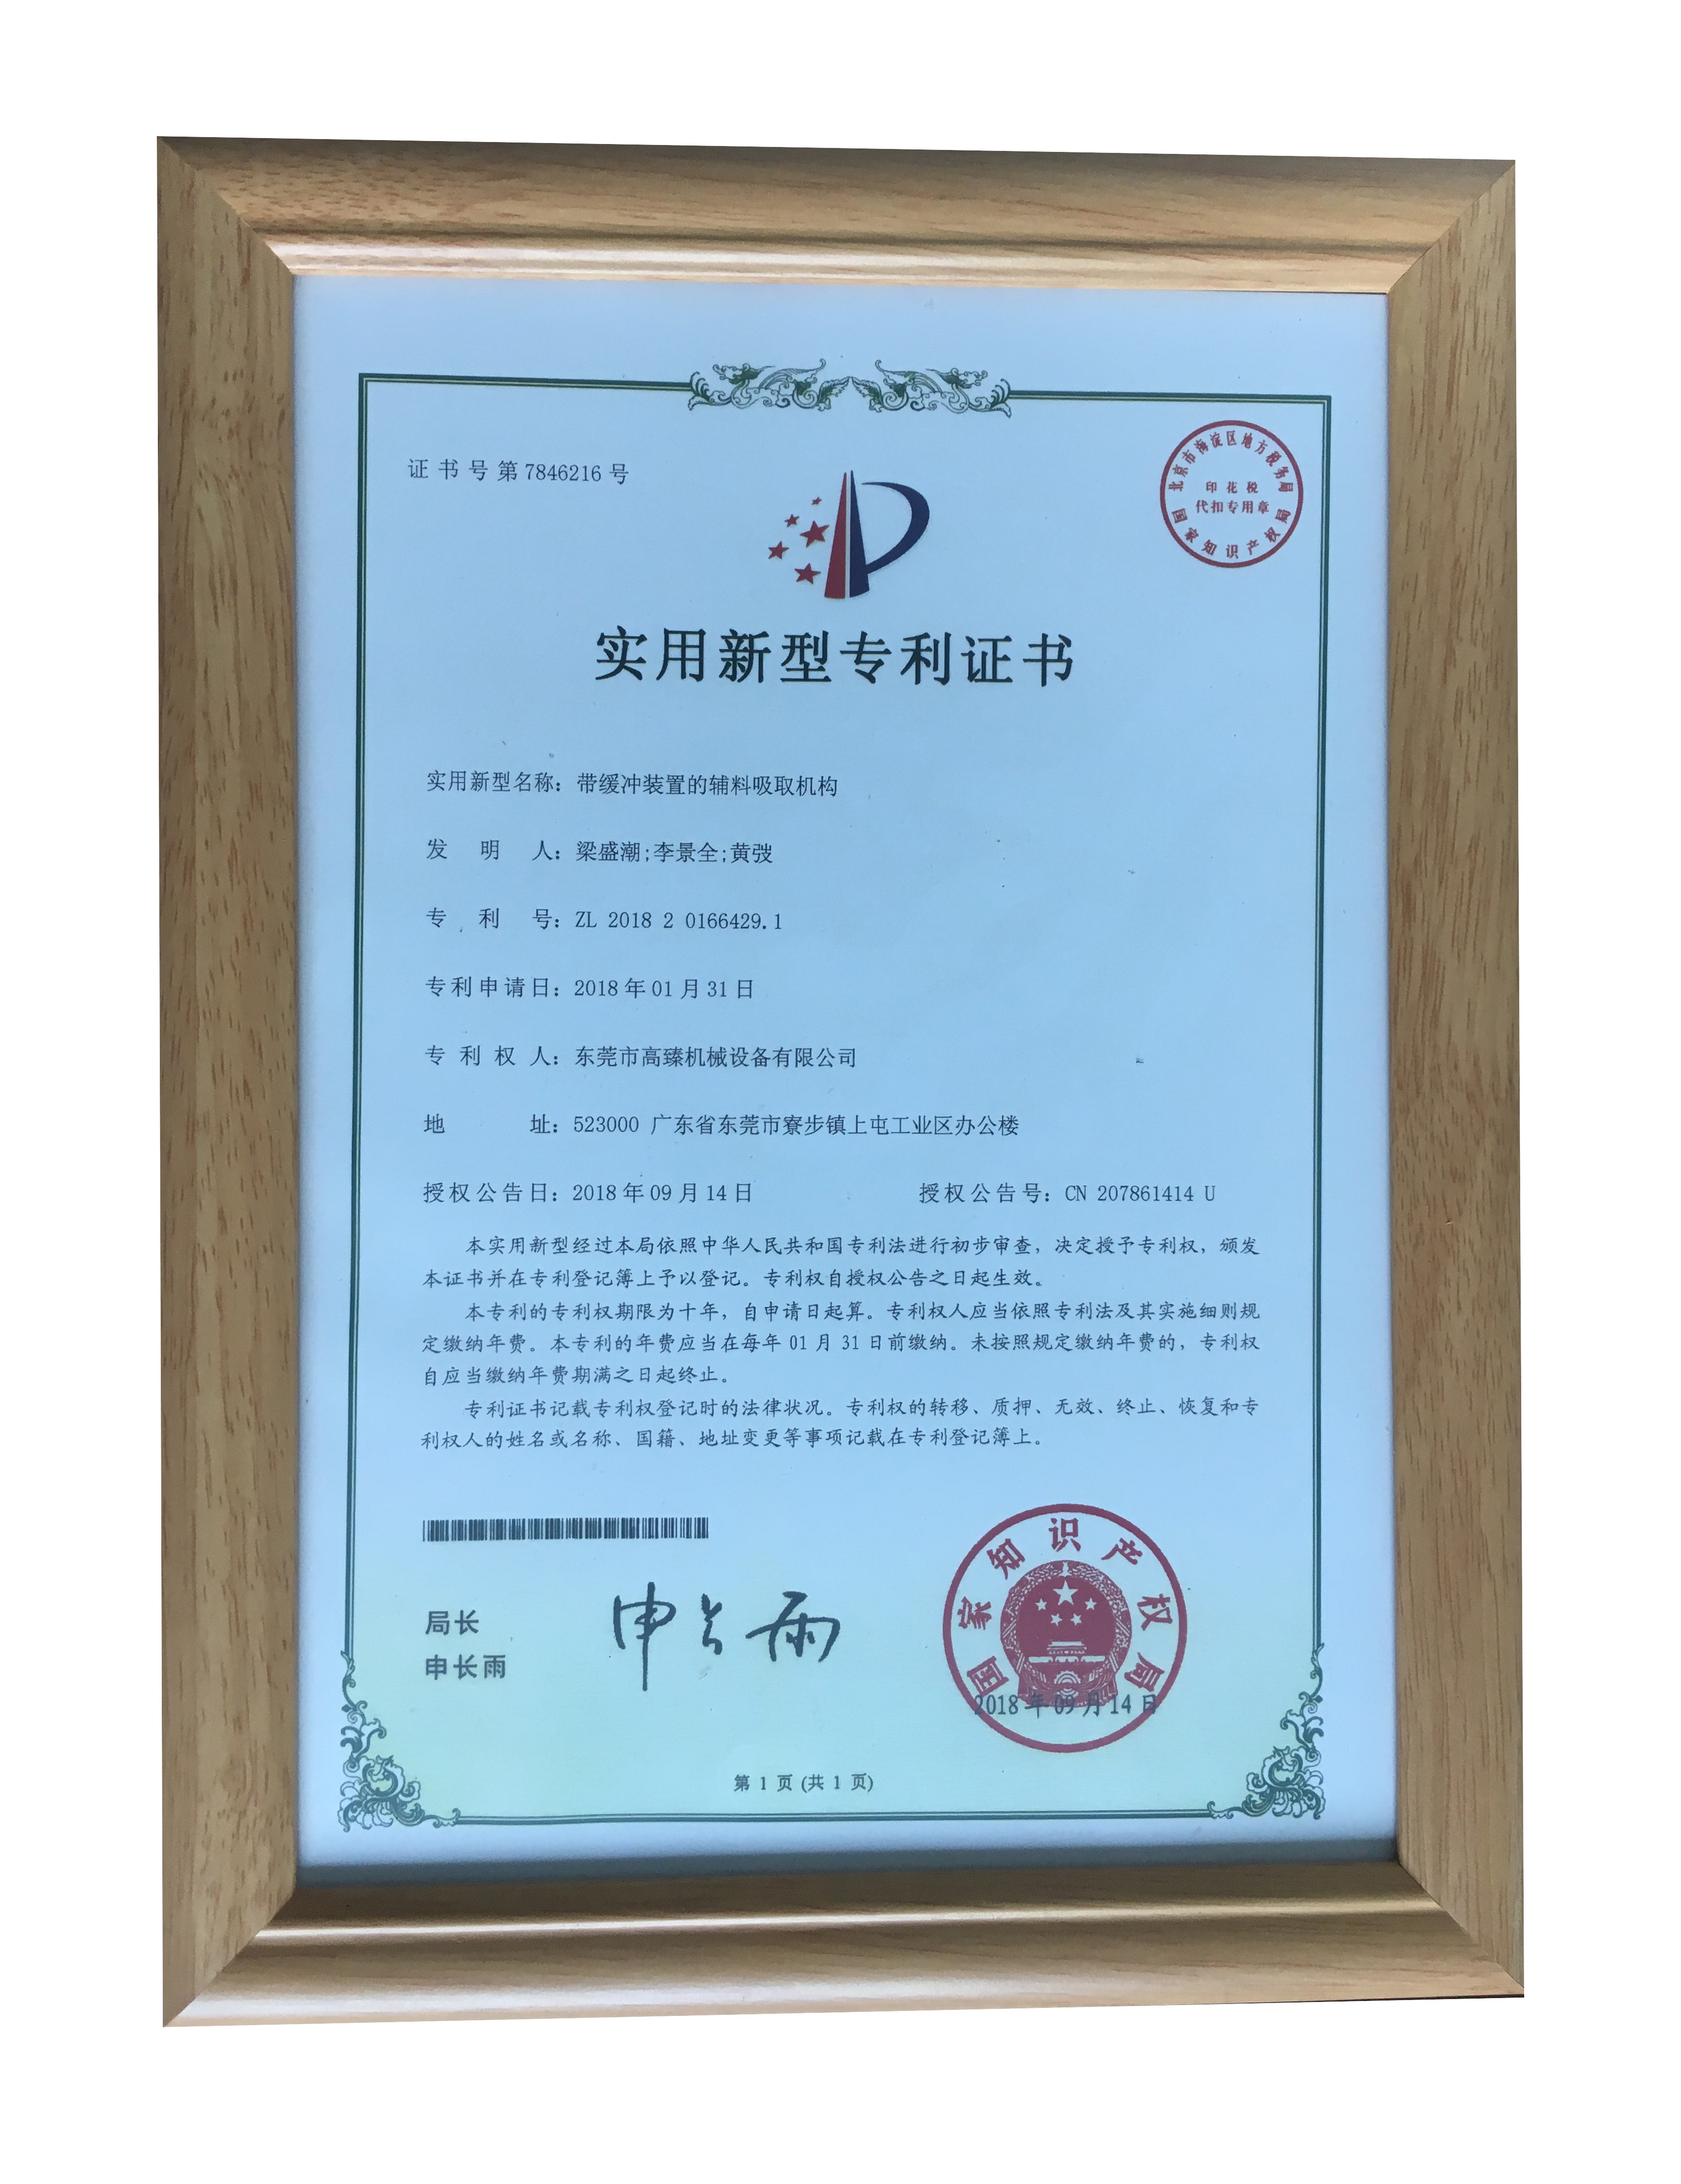 证书号第7846216号
北京市海淀区地方税务局
印花税
代扣专用章
国家知识产权局
实用新型专利证书
实用新型名称：带缓冲装置的辅料吸取机构
发明人：梁盛潮;李景全;黄弢
专利号：ZL 2018 2 0166429.1
专利申请日：2018年01月31日
专利权人：东莞市高臻机械设备有限公司
地址：523000 广东省东莞市寮步镇上屯工业区办公楼
授权公告日：2018年09月14日 授权公告号：CN 207861414 U
本实用新型经过本局依照中华人民共和国专利法进行初步审查，决定授予专利权，颁发
本证书并在专利登记簿上予以登记。专利权自授权公告之日起生效。
本专利的专利权期限为十年，自申请日起算。专利权人应当依照专利法及其实施细则规
定缴纳年费。本专利的年费应当在每年01月31日前缴纳。未按照规定缴纳年费的，专利权
自应当缴纳年费期满之日起终止。
专利证书记载专利权登记时的法律状况。专利权的转移、质押、无效、终止、恢复和专
利权人的姓名或名称、国籍、地址变更等事项记载在专利登记簿上。
局长
申长雨
申长雨
国家知识产权局
2018年09月14日
第1页(共1页)